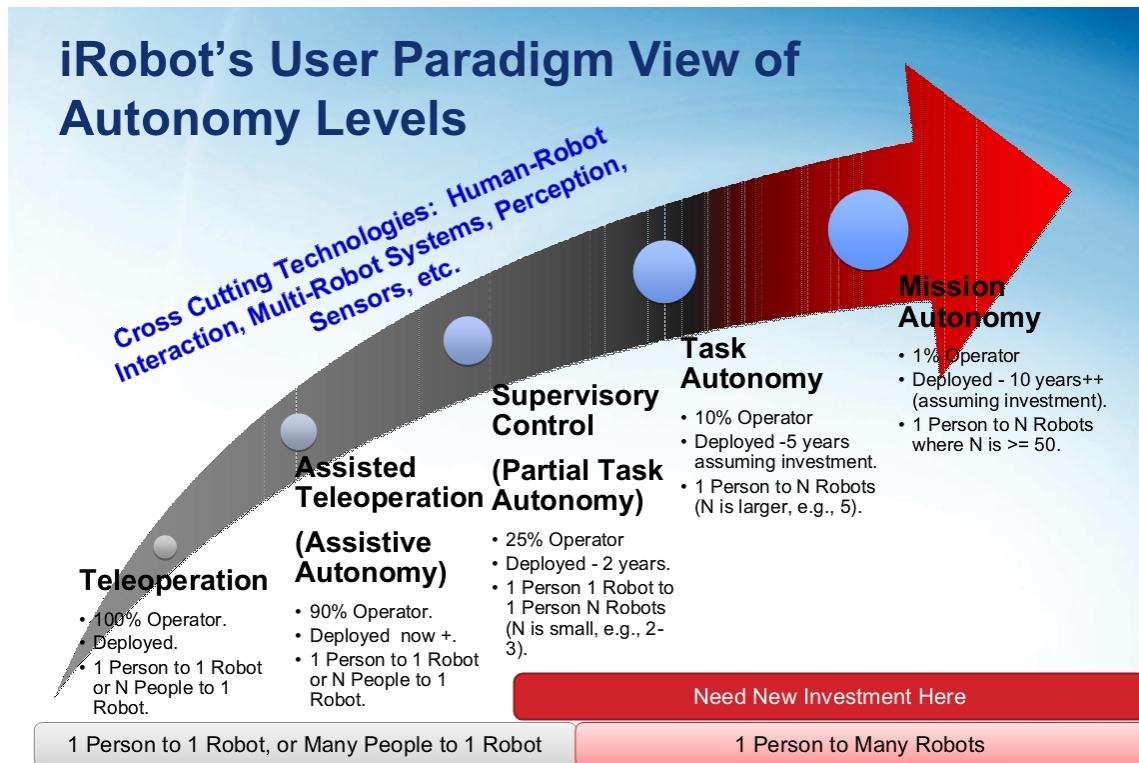 iRobot's User Paradigm View of
Autonomy Levels
Cross Cutting Technologies: Human-Robot
Interaction, Multi-Robot Systems, Perception,
Sensors, etc.
Teleoperation
• 100% Operator.
• Deployed.
• 1 Person to 1 Robot
or N People to 1
Robot.
Assisted
Teleoperation
(Assistive
Autonomy)
• 90% Operator.
• Deployed now +.
• 1 Person to 1 Robot
or N People to 1
Robot.
Supervisory
Control
(Partial Task
Autonomy)
• 25% Operator
• Deployed - 2 years.
• 1 Person 1 Robot to
1 Person N Robots
(N is small, e.g., 2-
3).
Task
Autonomy
• 10% Operator
• Deployed -5 years
assuming investment.
• 1 Person to N Robots
(N is larger, e.g., 5).
Mission
Autonomy
• 1% Operator
• Deployed - 10 years++
(assuming investment).
• 1 Person to N Robots
where N is >= 50.
Need New Investment Here
1 Person to 1 Robot, or Many People to 1 Robot
1 Person to Many Robots